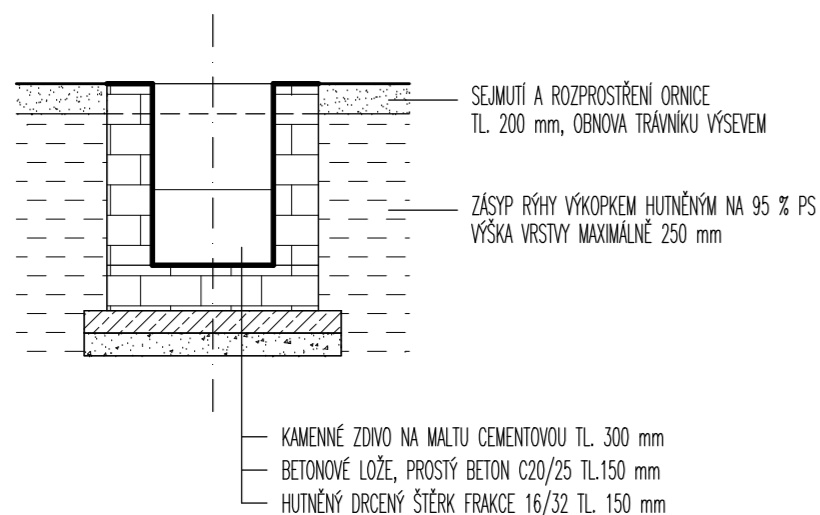 SEJMUTÍ A ROZPROSTŘENÍ ORNICE
TL. 200 mm, OBNOVA TRÁVNÍKU VÝSEVEM
ZÁSYP RÝHY VÝKOPKEM HUTNĚNÝM NA 95 % PS
VÝŠKA VRSTVY MAXIMÁLNĚ 250 mm
KAMENNÉ ZDIVO NA MALTU CEMENTOVOU TL. 300 mm
BETONOVÉ LOŽE, PROSTÝ BETON C20/25 TL.150 mm
HUTNĚNÝ DRCENÝ ŠTĚRK FRAKCE 16/32 TL. 150 mm